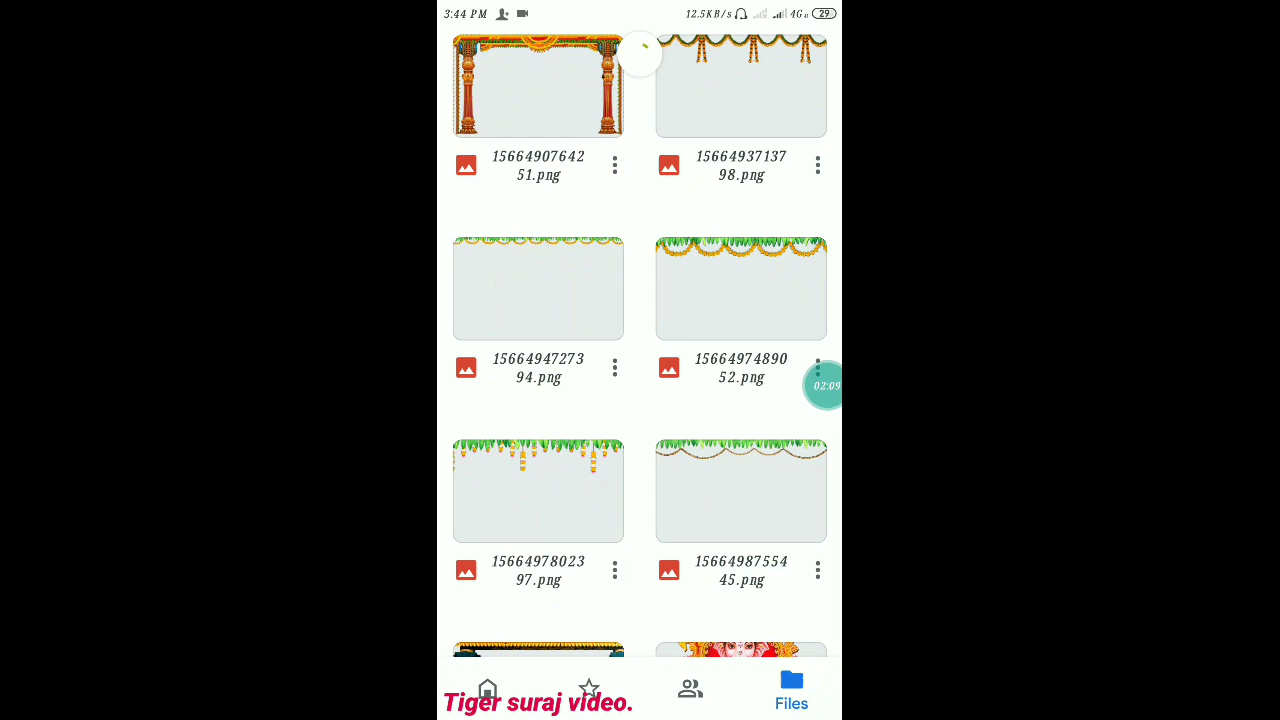 3:44 PM 12.5KB/s 4G 29
15664907642
51.png
15664937137
98.png
15664947273
94.png
15664974890
52.png
02:09
15664978023
97.png
15664987554
45.png
Tiger suraj video.
Files